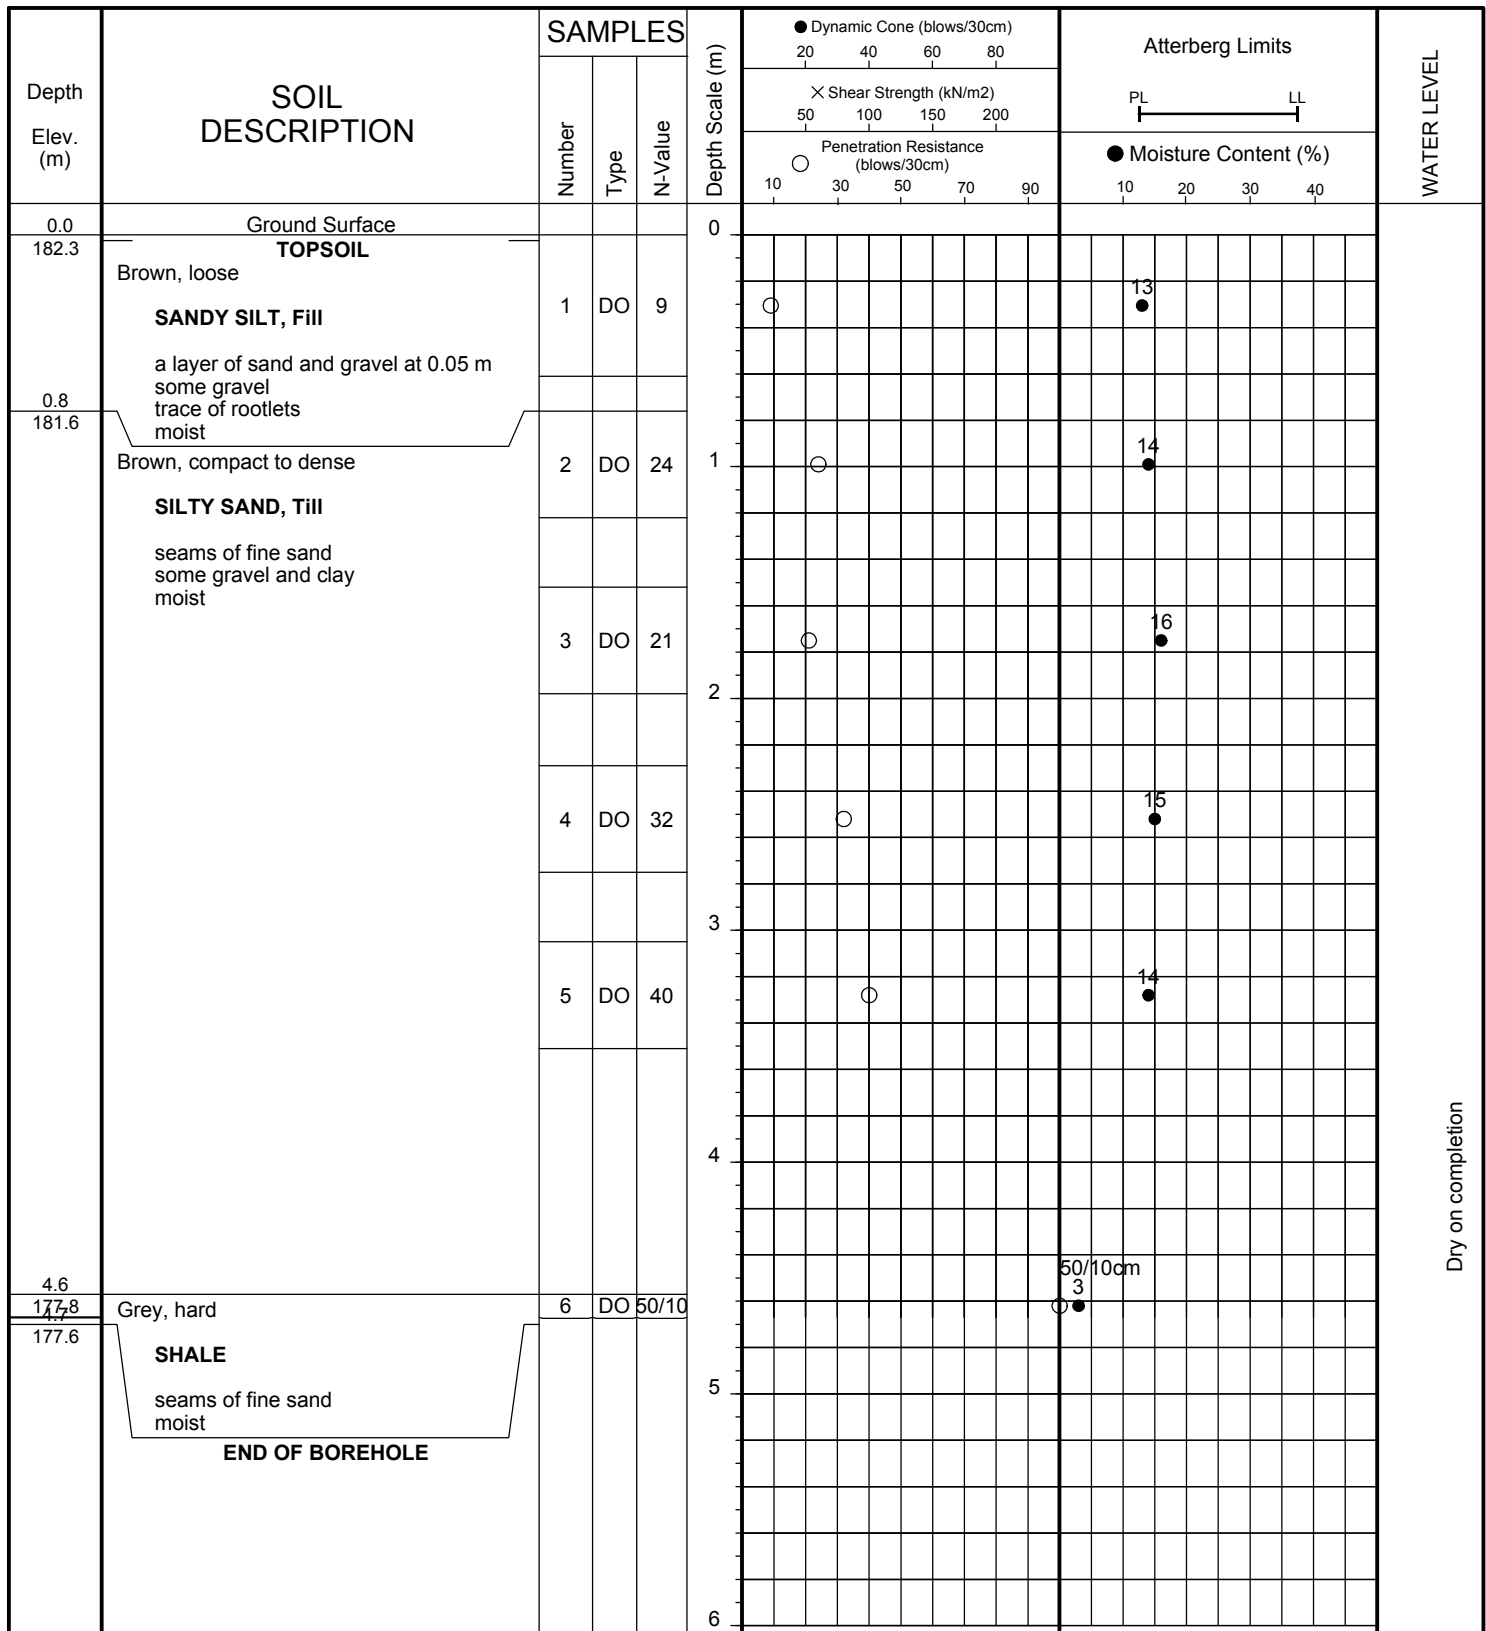 Depth
Elev.
(m)
SOIL
DESCRIPTION
SAMPLES
Number
Type
N-Value
Depth Scale (m)
Dynamic Cone (blows/30cm)
20 40 60 80
Shear Strength (kN/m2)
50 100 150 200
Penetration Resistance
(blows/30cm)
10 30 50 70 90
Atterberg Limits
PL LL
Moisture Content (%)
10 20 30 40
WATER LEVEL
0.0 Ground Surface
0
182.3 TOPSOIL
Brown, loose
SANDY SILT, Fill
1 DO 9
13
a layer of sand and gravel at 0.05 m
some gravel
trace of rootlets
moist
0.8
181.6
Brown, compact to dense
2 DO 24
1
14
SILTY SAND, Till
seams of fine sand
some gravel and clay
moist
3 DO 21
16
2
4 DO 32
15
3
5 DO 40
14
4
Dry on completion
4.6
177.8
4.7
177.6
Grey, hard
6 DO 50/10
50/10cm
3
SHALE
seams of fine sand
moist
5
END OF BOREHOLE
6